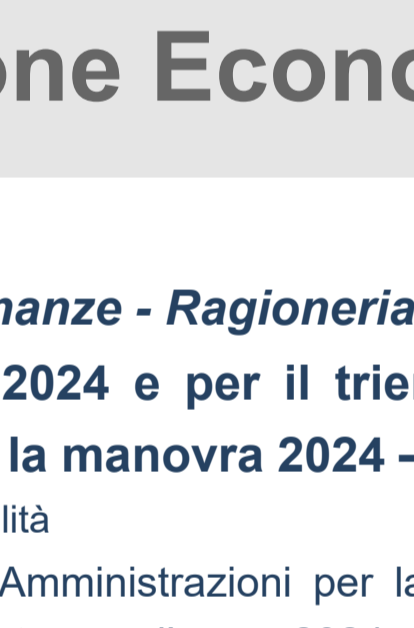 one Econo
nanze - Ragioneria
2024 e per il trie
la manovra 2024 –
lità
Amministrazioni per la